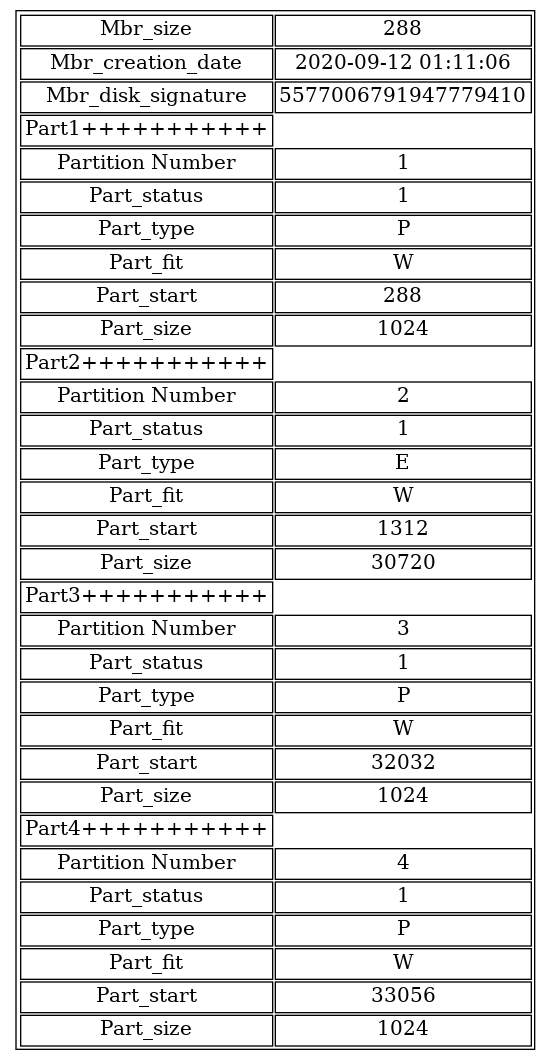 Mbr_size 288
Mbr_creation_date 2020-09-12 01:11:06
Mbr_disk_signature 5577006791947779410
Part1+++++++++++
Partition Number 1
Part_status 1
Part_type P
Part_fit W
Part_start 288
Part_size 1024
Part2+++++++++++
Partition Number 2
Part_status 1
Part_type E
Part_fit W
Part_start 1312
Part_size 30720
Part3+++++++++++
Partition Number 3
Part_status 1
Part_type P
Part_fit W
Part_start 32032
Part_size 1024
Part4+++++++++++
Partition Number 4
Part_status 1
Part_type P
Part_fit W
Part_start 33056
Part_size 1024